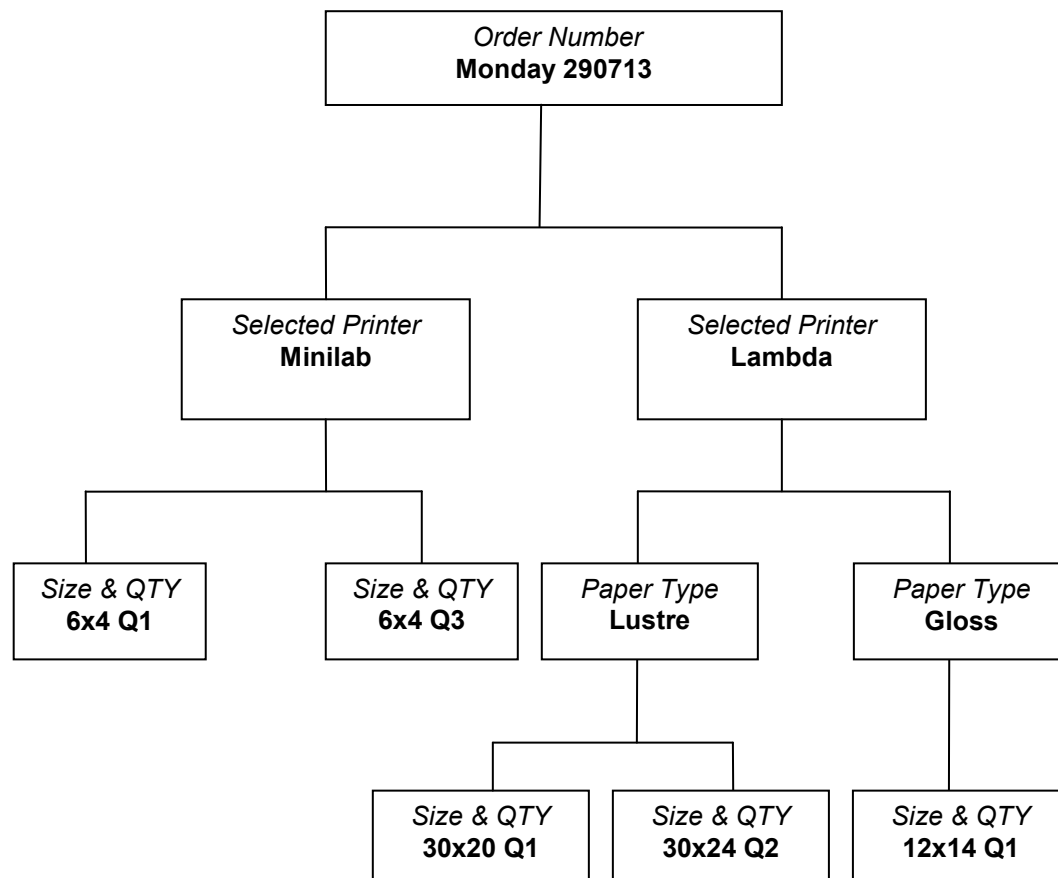 Order Number
Monday 290713
Selected Printer
Minilab
Selected Printer
Lambda
Size & QTY
6x4 Q1
Size & QTY
6x4 Q3
Paper Type
Lustre
Paper Type
Gloss
Size & QTY
30x20 Q1
Size & QTY
30x24 Q2
Size & QTY
12x14 Q1